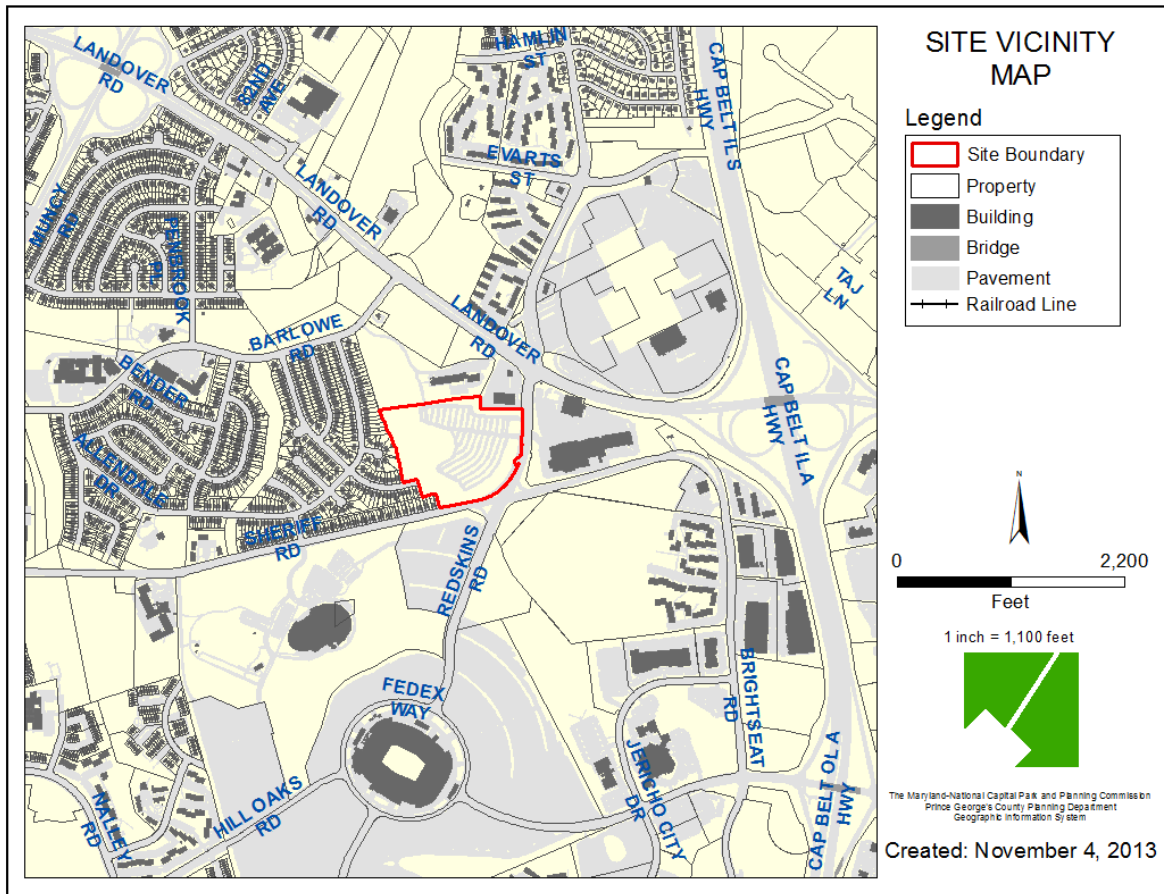 HAMLIN
ST
LANDOVER
RD
82ND
AVE
CAP BELT IL S
HWY
EVARTS
ST
LANDOVER
RD
MUNCY
RD
PEMBROOK
PL
TAJ
LN
BARLOWE
RD
LANDOVER
RD
BENDER
RD
CAP BELT IL A
HWY
ALLENDALE
DR
SHERIFF
RD
REDSKINS
RD
FEDEX
WAY
BRIGHTSEAT
RD
JERICHO CITY
DR
HILL OAKS
RD
NALLEY
RD
CAP BELT OL A
HWY
SITE VICINITY
MAP
Legend
Site Boundary
Property
Building
Bridge
Pavement
Railroad Line
N
0 2,200
Feet
1 inch = 1,100 feet
The Maryland-National Capital Park and Planning Commission
Prince George's County Planning Department
Geographic Information System
Created: November 4, 2013